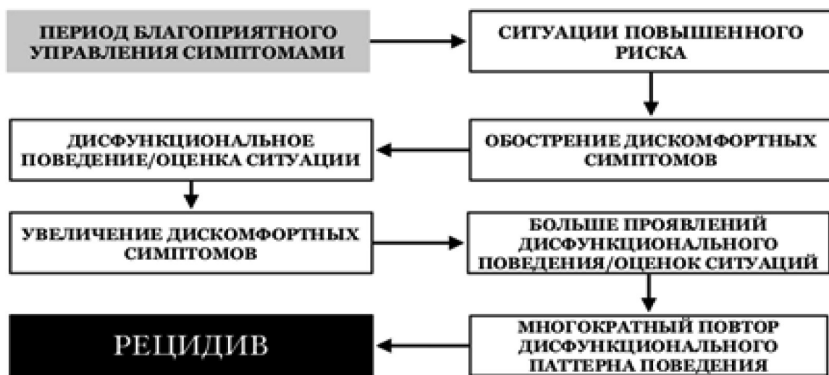 ПЕРИОД БЛАГОПРИЯТНОГО
УПРАВЛЕНИЯ СИМПТОМАМИ
СИТУАЦИИ ПОВЫШЕННОГО
РИСКА
ОБОСТРЕНИЕ ДИСКОМФОРТНЫХ
СИМПТОМОВ
ДИСФУНКЦИОНАЛЬНОЕ
ПОВЕДЕНИЕ/ОЦЕНКА СИТУАЦИИ
УВЕЛИЧЕНИЕ ДИСКОМФОРТНЫХ
СИМПТОМОВ
БОЛЬШЕ ПРОЯВЛЕНИЙ
ДИСФУНКЦИОНАЛЬНОГО
ПОВЕДЕНИЯ/ОЦЕНОК СИТУАЦИЙ
МНОГОКРАТНЫЙ ПОВТОР
ДИСФУНКЦИОНАЛЬНОГО
ПАТТЕРНА ПОВЕДЕНИЯ
РЕЦИДИВ